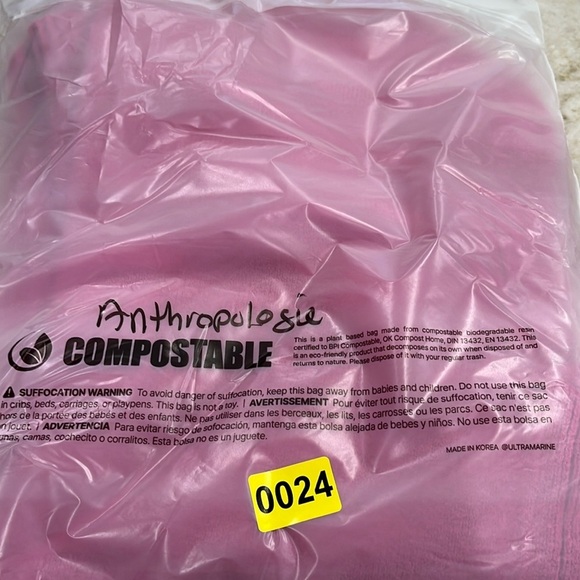 Anthropologie
COMPOSTABLE
This is a plant based bag made from compostable biodegradable resin
certified to BPI Compostable, OK Compost Home, DIN 13432, EN 13432. This
is an eco-friendly product that decomposes on its own when disposed of and
returns to nature. Please dispose of it with your regular trash.
SUFFOCATION WARNING To avoid danger of suffocation, keep this bag away from babies and children. Do not use this bag
in cribs, beds, carriages, or playpens. This bag is not a toy. | AVERTISSEMENT Pour éviter tout risque de suffocation, tenir ce sac
hors de la portée des bébés et des enfants. Ne pas utiliser dans les berceaux, les lits, les carrosses ou les parcs. Ce sac n'est pas
un jouet. | ADVERTENCIA Para evitar riesgo de sofocación, mantenga esta bolsa alejada de bebés y niños. No use esta bolsa en
cunas, camas, cochecito o corralitos. Esta bolsa no es un juguete.
MADE IN KOREA @ULTRAMARINE
0024